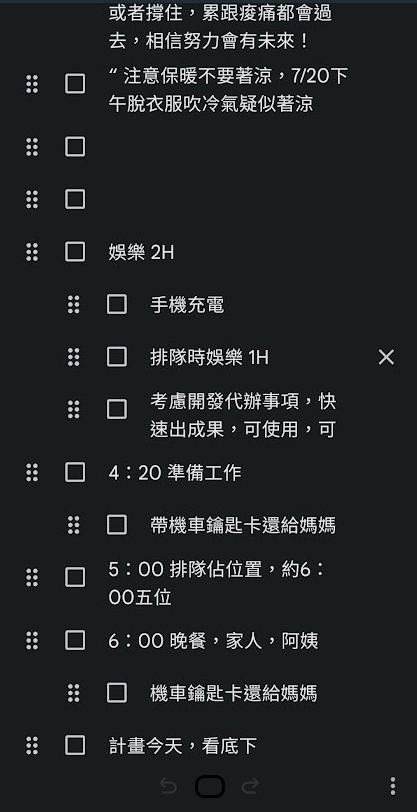 或者撐住，累跟痠痛都會過
去，相信努力會有未來！
“ 注意保暖不要著涼，7/20下
午脫衣服吹冷氣疑似著涼
娛樂 2H
手機充電
排隊時娛樂 1H
考慮開發代辦事項，快
速出成果，可使用，可
4：20 準備工作
帶機車鑰匙卡還給媽媽
5：00 排隊佔位置，約6：
00五位
6：00 晚餐，家人，阿姨
機車鑰匙卡還給媽媽
計畫今天，看底下